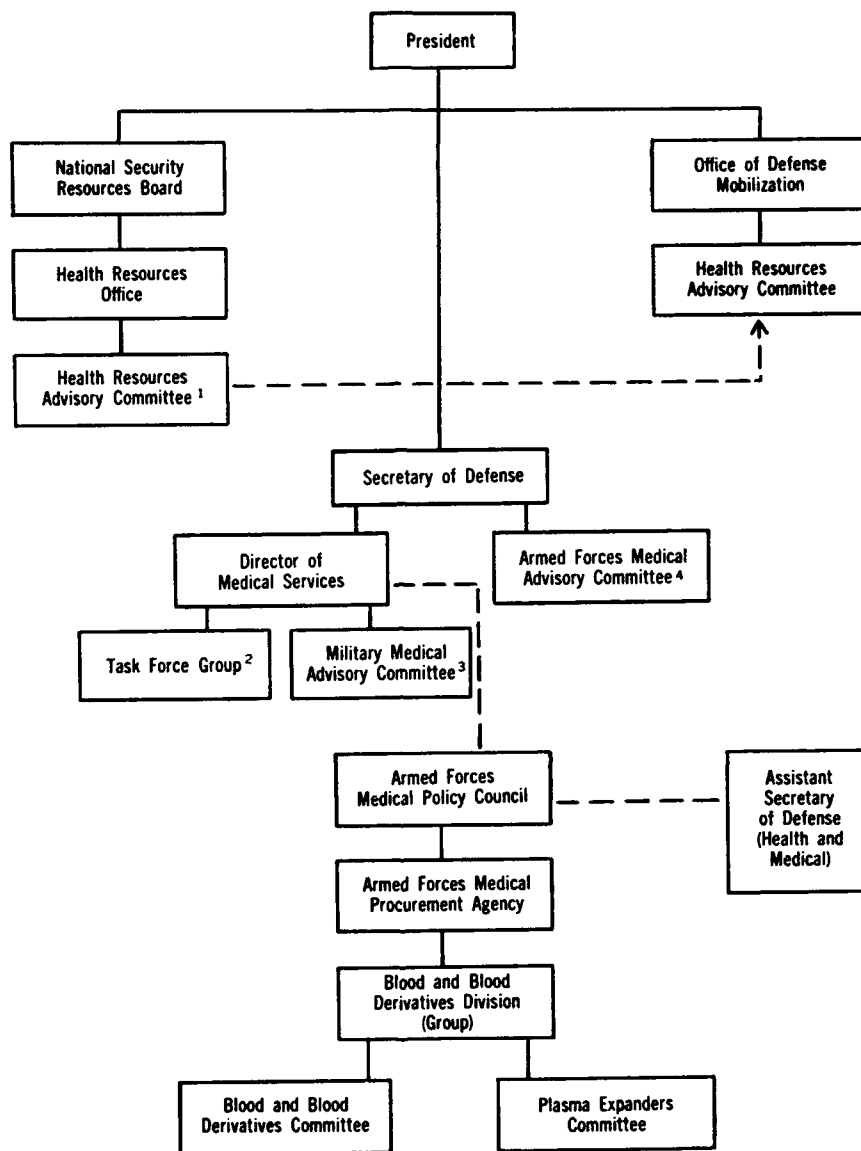 President
National Security
Resources Board
Office of Defense
Mobilization
Health Resources
Office
Health Resources
Advisory Committee
Health Resources
Advisory Committee 1
Secretary of Defense
Director of
Medical Services
Armed Forces Medical
Advisory Committee 4
Task Force Group 2
Military Medical
Advisory Committee 3
Armed Forces
Medical Policy Council
Assistant
Secretary
of Defense
(Health and
Medical)
Armed Forces Medical
Procurement Agency
Blood and Blood
Derivatives Division
(Group)
Blood and Blood
Derivatives Committee
Plasma Expanders
Committee